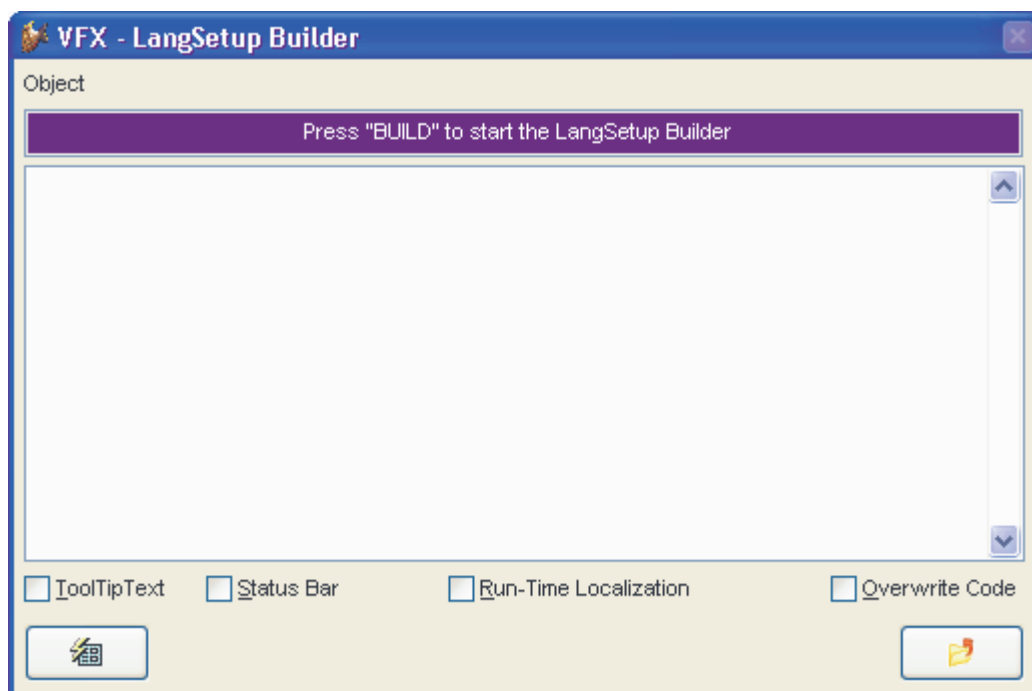 VFX - LangSetup Builder
Object
Press "BUILD" to start the LangSetup Builder
ToolTipText Status Bar Run-Time Localization Overwrite Code